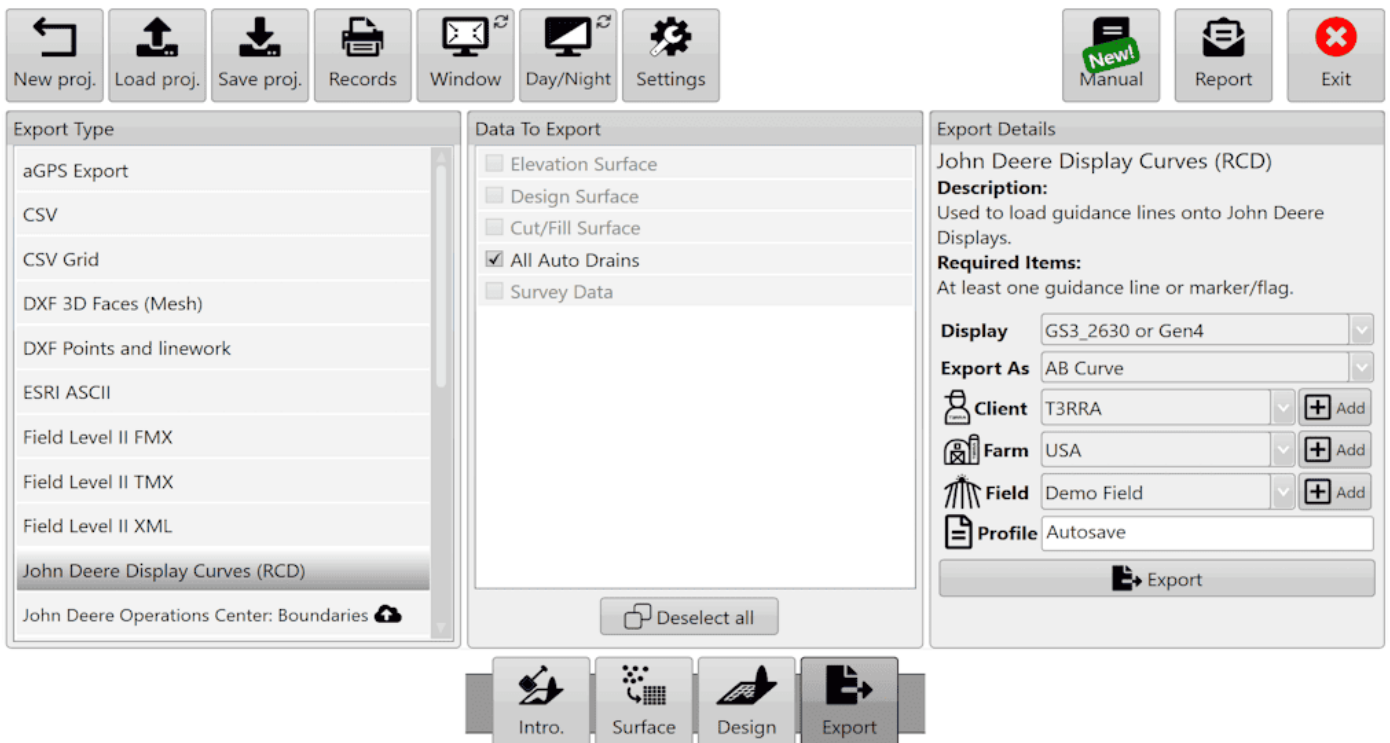 New proj.
Load proj.
Save proj.
Records
Window
Day/Night
Settings
New!
Manual
Report
Exit
Export Type
aGPS Export
CSV
CSV Grid
DXF 3D Faces (Mesh)
DXF Points and linework
ESRI ASCII
Field Level II FMX
Field Level II TMX
Field Level II XML
John Deere Display Curves (RCD)
John Deere Operations Center: Boundaries
Data To Export
Elevation Surface
Design Surface
Cut/Fill Surface
All Auto Drains
Survey Data
Deselect all
Export Details
John Deere Display Curves (RCD)
Description:
Used to load guidance lines onto John Deere
Displays.
Required Items:
At least one guidance line or marker/flag.
Display GS3_2630 or Gen4
Export As AB Curve
Client T3RRA Add
Farm USA Add
Field Demo Field Add
Profile Autosave
Export
Intro.
Surface
Design
Export